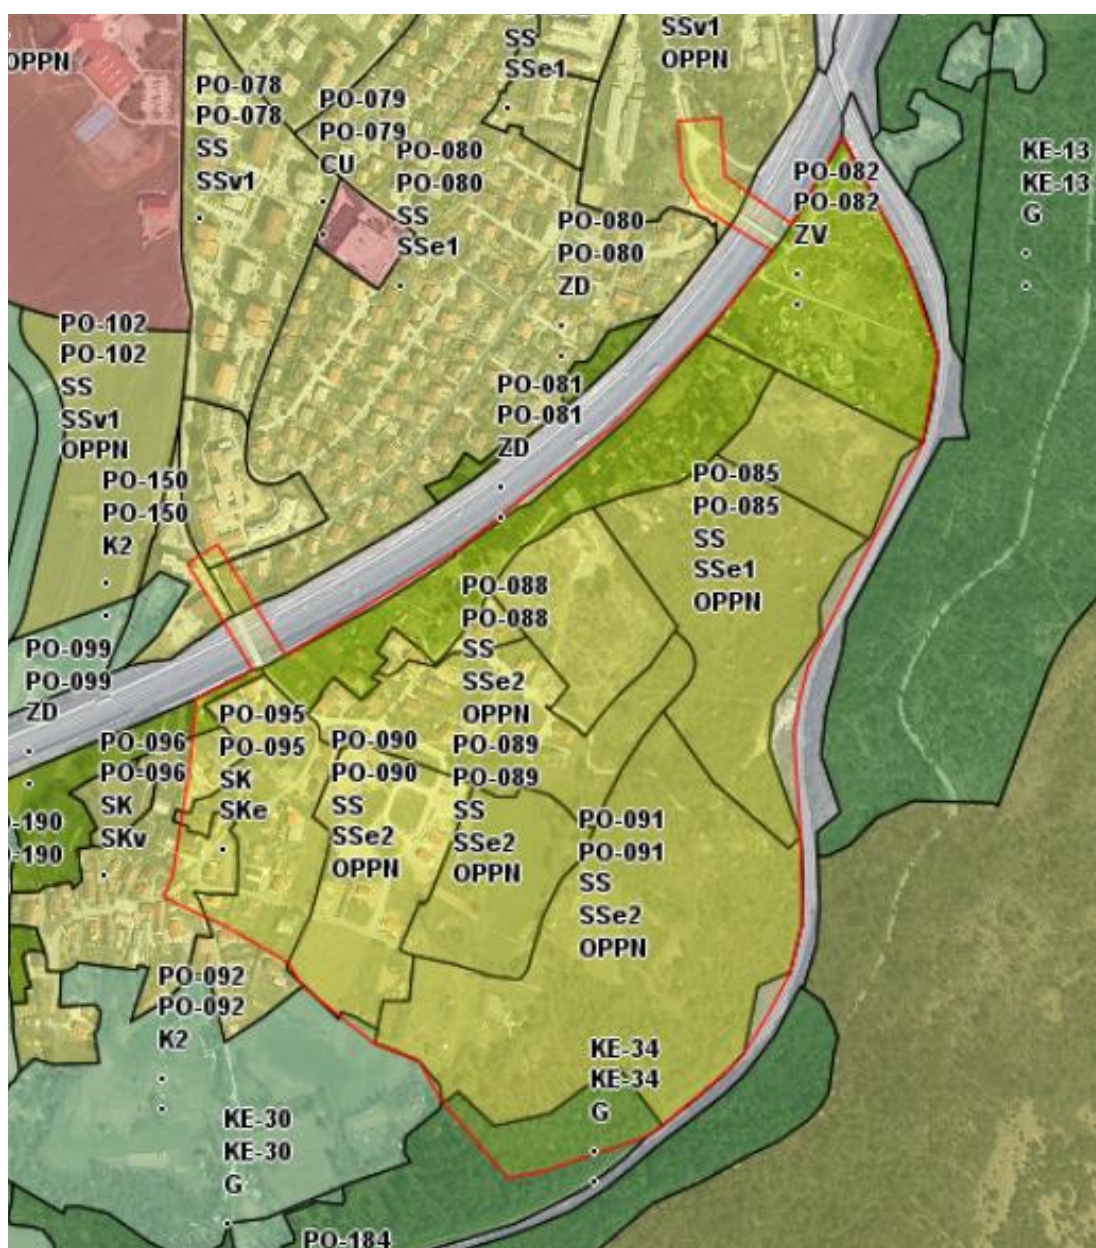 SS
SSe1
SSv1
OPPN
OPPN
PO-078
PO-078
SS
SSv1
PO-079
PO-079
CU
PO-080
PO-080
SS
SSe1
PO-080
PO-080
ZD
PO-082
PO-082
ZV
KE-13
KE-13
G
PO-102
PO-102
SS
SSv1
OPPN
PO-081
PO-081
ZD
PO-150
PO-150
K2
PO-085
PO-085
SS
SSe1
OPPN
PO-088
PO-088
SS
SSe2
OPPN
PO-099
PO-099
ZD
PO-096
PO-096
SK
SKv
PO-095
PO-095
SK
SKe
PO-090
PO-090
SS
SSe2
OPPN
PO-089
PO-089
SS
SSe2
OPPN
PO-091
PO-091
SS
SSe2
OPPN
-190
-190
PO-092
PO-092
K2
KE-34
KE-34
G
KE-30
KE-30
G
PO-184